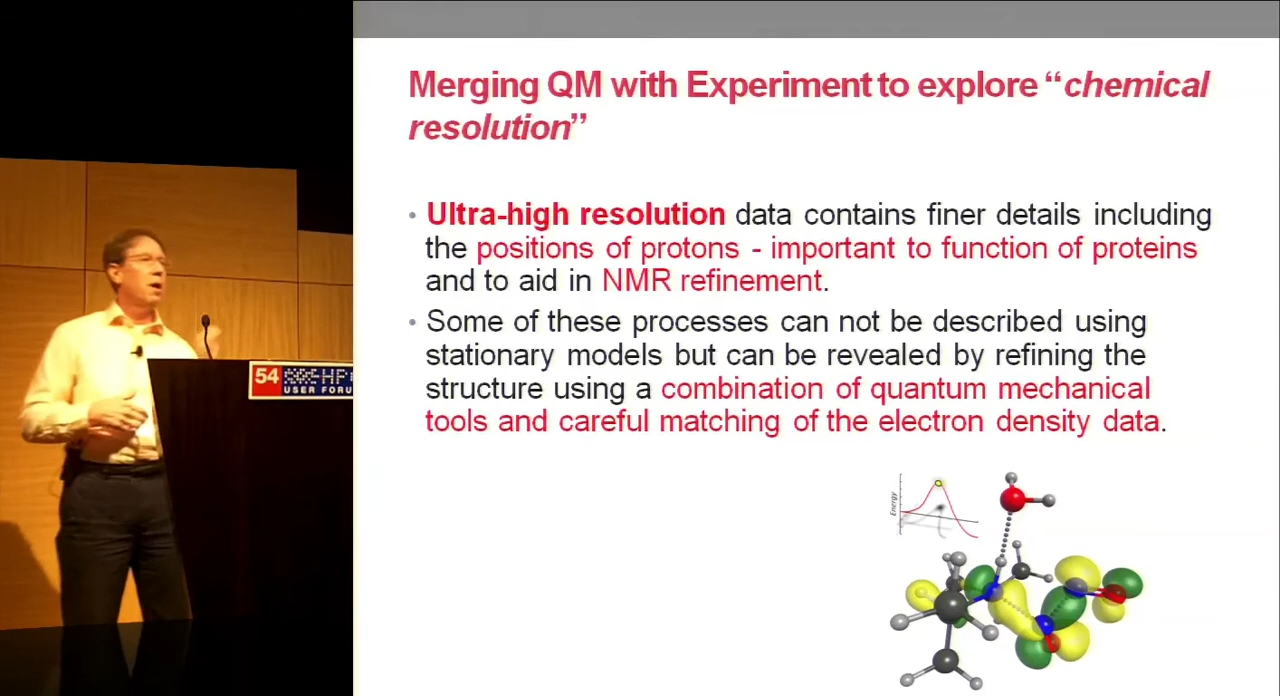 Merging QM with Experiment to explore “chemical
resolution”
• Ultra-high resolution data contains finer details including
the positions of protons - important to function of proteins
and to aid in NMR refinement.
• Some of these processes can not be described using
stationary models but can be revealed by refining the
structure using a combination of quantum mechanical
tools and careful matching of the electron density data.
Energy
54
USER FORU